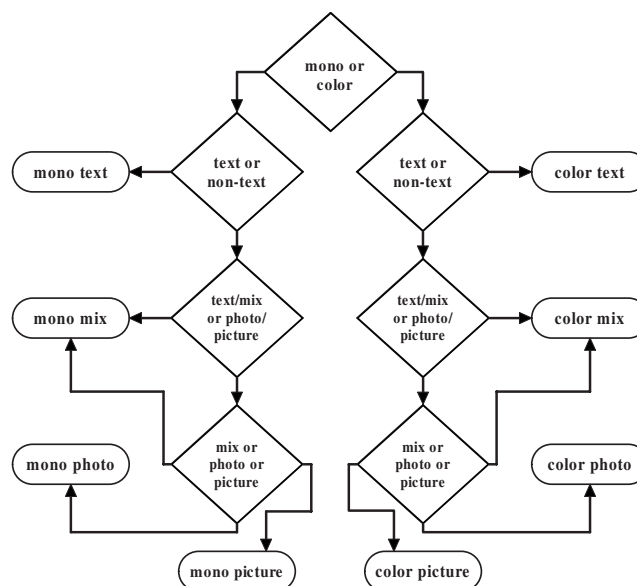 mono or
color
text or
non-text
text or
non-text
mono text
color text
text/mix
or photo/
picture
text/mix
or photo/
picture
mono mix
color mix
mix or
photo or
picture
mix or
photo or
picture
mono photo
color photo
mono picture
color picture